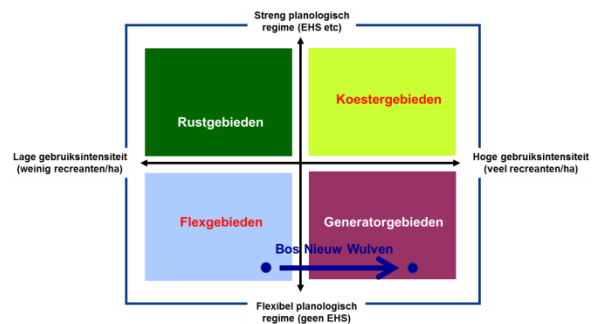 Streng planologisch
regime (EHS etc)
Rustgebieden
Koestergebieden
Lage gebruiksintensiteit
(weinig recreanten/ha)
Hoge gebruiksintensiteit
(veel recreanten/ha)
Flexgebieden
Generatorgebieden
Bos Nieuw Wulven
Flexibel planologisch
regime (geen EHS)